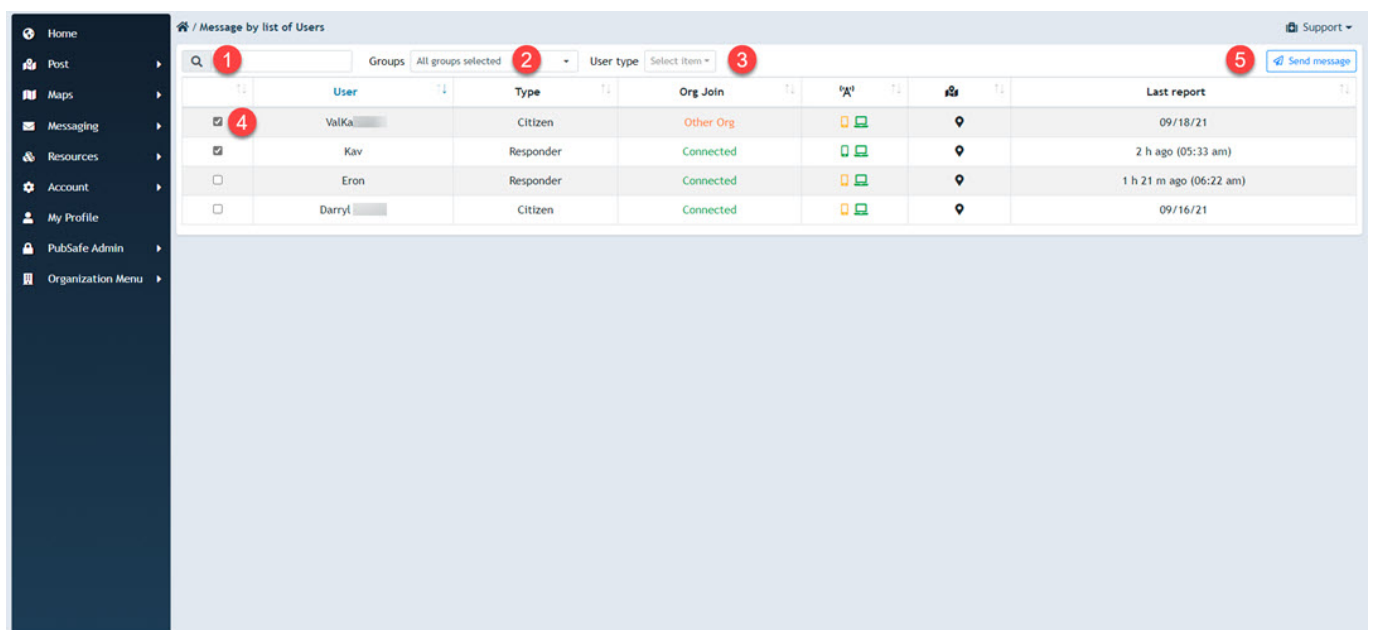 Home
Post
Maps
Messaging
Resources
Account
My Profile
PubSafe Admin
Organization Menu
/ Message by list of Users
Support
1 Groups All groups selected 2 User type Select item 3 5 Send message
User Type Org Join Last report
4 ValKa Citizen Other Org 09/18/21
Kav Responder Connected 2 h ago (05:33 am)
Eron Responder Connected 1 h 21 m ago (06:22 am)
Darryl Citizen Connected 09/16/21